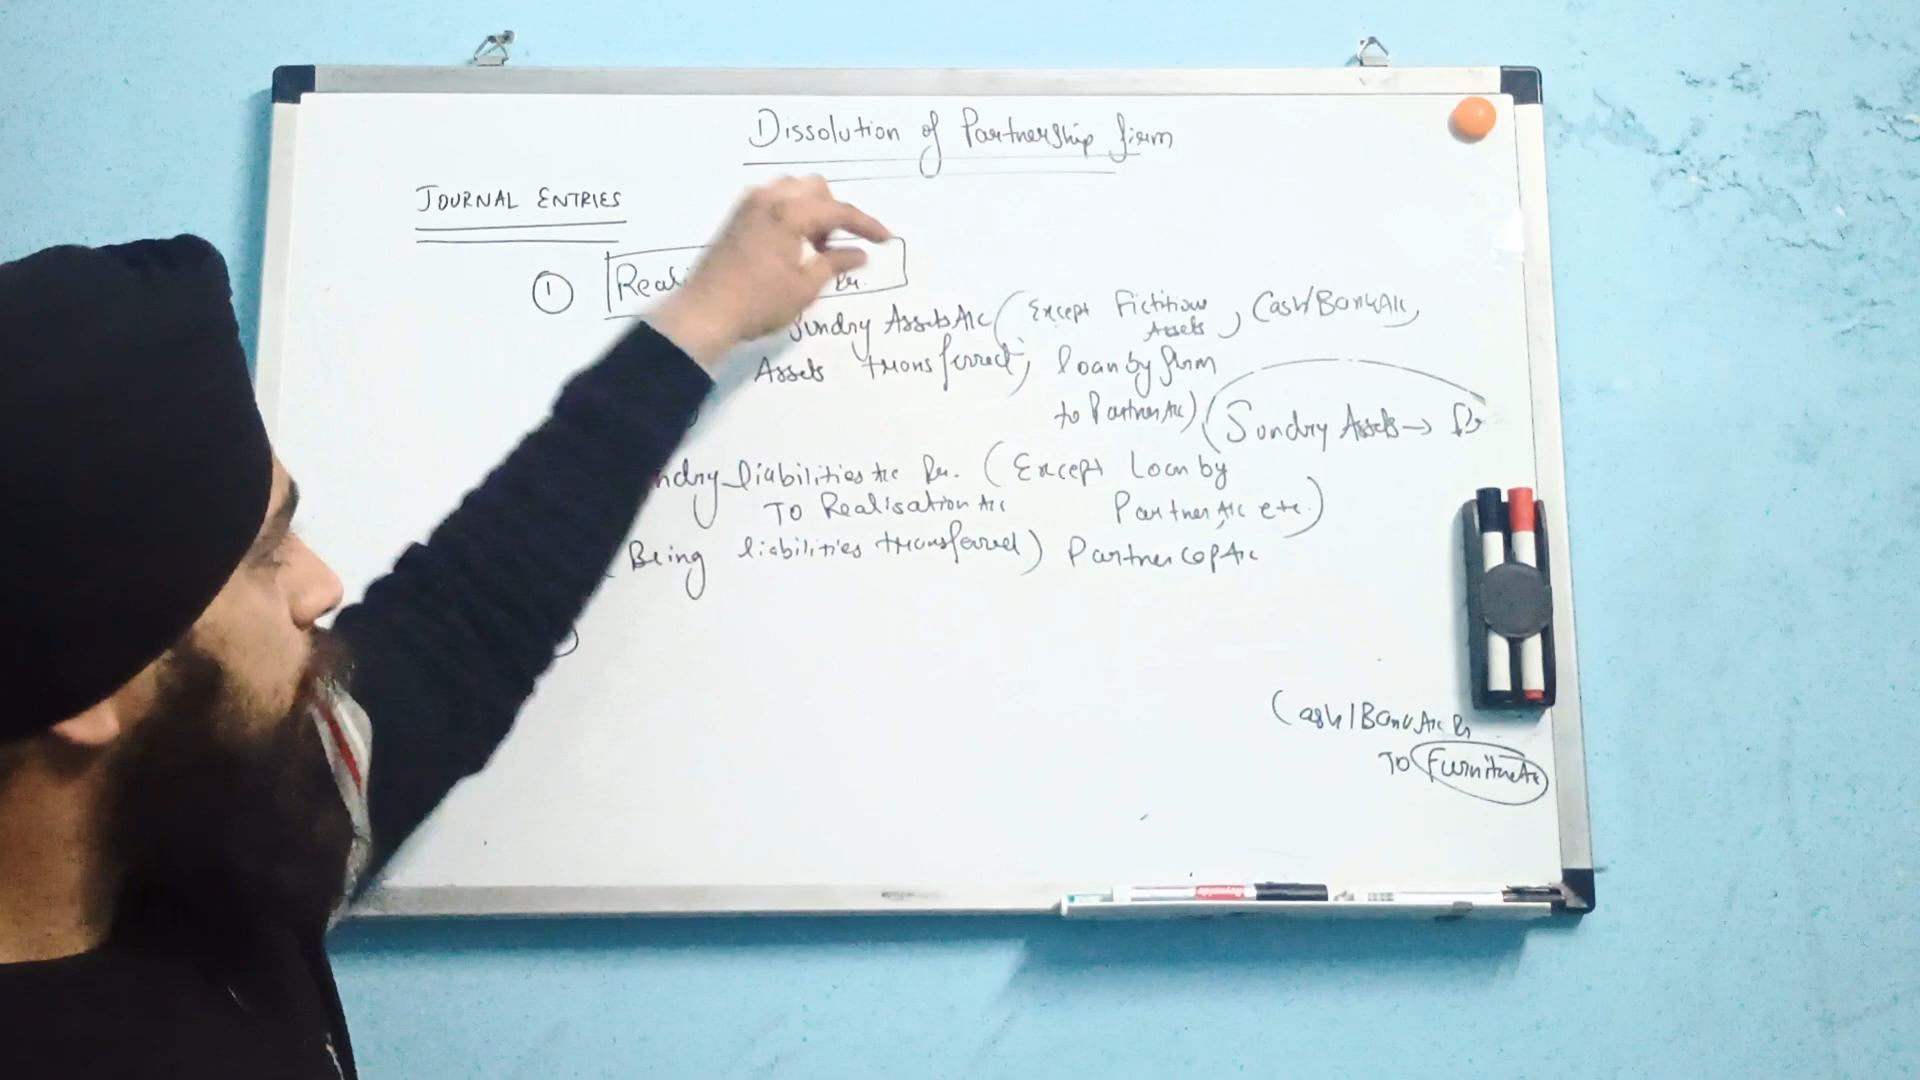 Dissolution of Partnership firm
JOURNAL ENTRIES
① Reali Dr.
Sundry Assets A/c (Except Fictitious Assets, Cash/Bank A/c,
Assets transferred, loan by firm
to Partner A/c) (Sundry Assets → Dr
ndry liabilities A/c Dr. (Except Loan by
TO Realisation A/c Partner A/c etc.)
(Being liabilities transferred) Partner Cap A/c
Cash/Bank A/c Dr
TO Furniture A/c